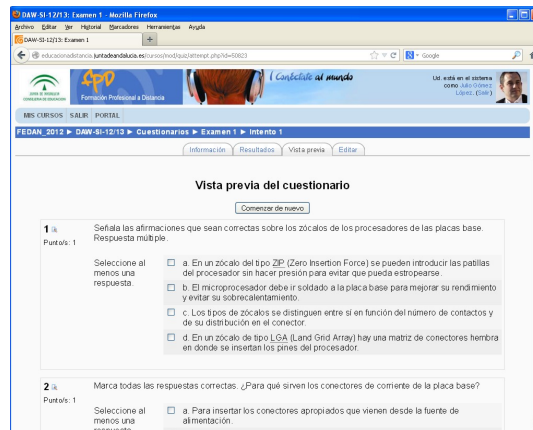 DAW-SI-12/13: Examen 1 - Mozilla Firefox
Archivo Editar Ver Historial Marcadores Herramientas Ayuda
DAW-SI-12/13: Examen 1
educacionadistancia.juntadeandalucia.es/cursos/mod/quiz/attempt.php?id=50823
Google
Formación Profesional a Distancia
¡Conéctate al mundo
Ud. está en el sistema
como Julio Gómez
López. (Salir)
MIS CURSOS SALIR PORTAL
FEDAN_2012 ► DAW-SI-12/13 ► Cuestionarios ► Examen 1 ► Intento 1
Información Resultados Vista previa Editar
Vista previa del cuestionario
Comenzar de nuevo
1 Señala las afirmaciones que sean correctas sobre los zócalos de los procesadores de las placas base.
Punto/s: 1 Respuesta múltiple.
Seleccione al a. En un zócalo del tipo ZIP (Zero Insertion Force) se pueden introducir las patillas
menos una del procesador sin hacer presión para evitar que pueda estropearse.
respuesta. b. El microprocesador debe ir soldado a la placa base para mejorar su rendimiento
y evitar su sobrecalentamiento.
c. Los tipos de zócalos se distinguen entre sí en función del número de contactos y
de su distribución en el conector.
d. En un zócalo de tipo LGA (Land Grid Array) hay una matriz de conectores hembra
en donde se insertan los pines del procesador.
2 Marca todas las respuestas correctas. ¿Para qué sirven los conectores de corriente de la placa base?
Punto/s: 1
Seleccione al a. Para insertar los conectores apropiados que vienen desde la fuente de
menos una alimentación.